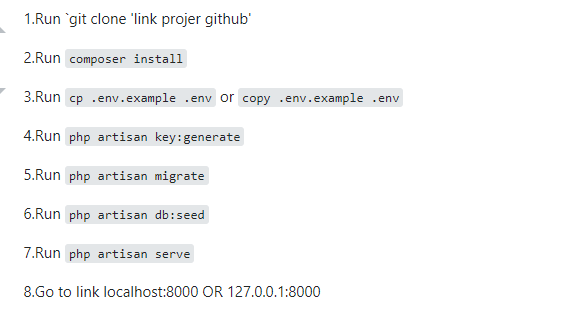 1.Run `git clone 'link projer github'
2.Run composer install
3.Run cp .env.example .env or copy .env.example .env
4.Run php artisan key:generate
5.Run php artisan migrate
6.Run php artisan db:seed
7.Run php artisan serve
8.Go to link localhost:8000 OR 127.0.0.1:8000